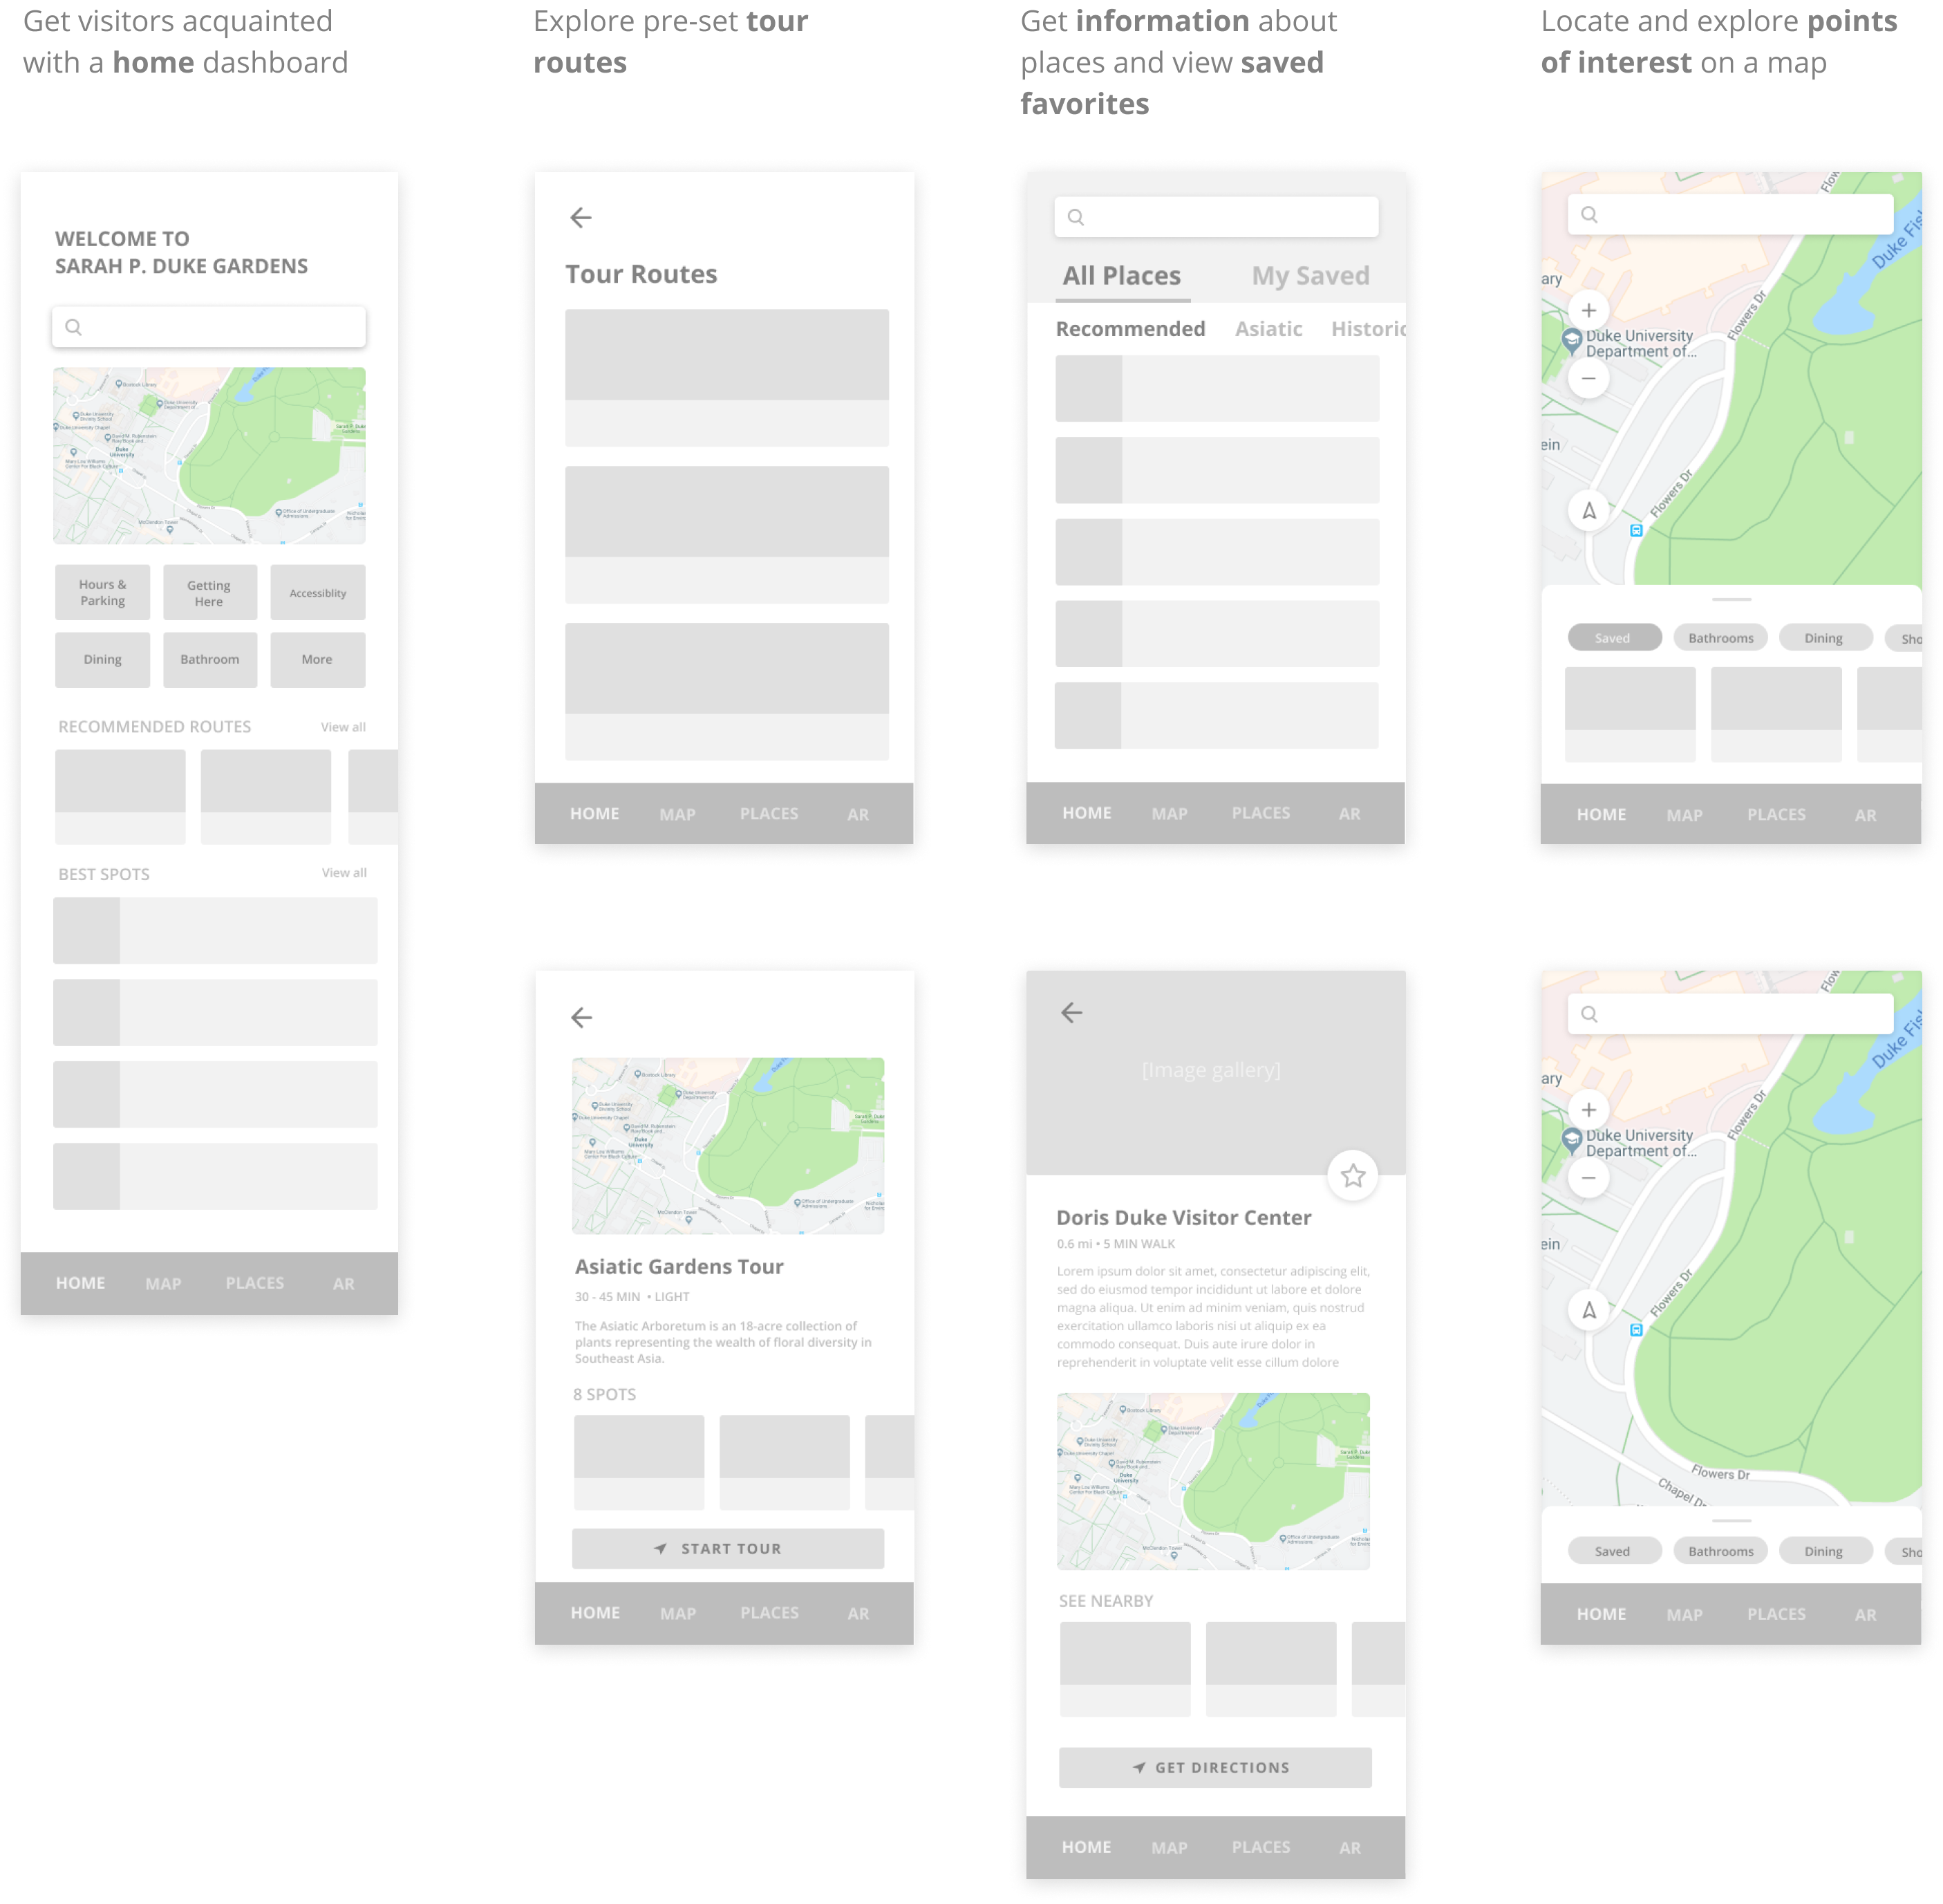 Get visitors acquainted
with a home dashboard
Explore pre-set tour
routes
Get information about
places and view saved
favorites
Locate and explore points
of interest on a map
WELCOME TO
SARAH P. DUKE GARDENS
Hours &
Parking
Getting
Here
Accessiblity
Dining
Bathroom
More
RECOMMENDED ROUTES
View all
BEST SPOTS
View all
HOME MAP PLACES AR
Tour Routes
HOME MAP PLACES AR
All Places My Saved
Recommended Asiatic Historic
HOME MAP PLACES AR
Flow
Duke Fis
ary
Flowers Dr
Duke University
Department of...
ein
Flowers Dr
Saved Bathrooms Dining Sho
HOME MAP PLACES AR
Asiatic Gardens Tour
30 - 45 MIN • LIGHT
The Asiatic Arboretum is an 18-acre collection of
plants representing the wealth of floral diversity in
Southeast Asia.
8 SPOTS
START TOUR
HOME MAP PLACES AR
[Image gallery]
Doris Duke Visitor Center
0.6 mi • 5 MIN WALK
Lorem ipsum dolor sit amet, consectetur adipiscing elit,
sed do eiusmod tempor incididunt ut labore et dolore
magna aliqua. Ut enim ad minim veniam, quis nostrud
exercitation ullamco laboris nisi ut aliquip ex ea
commodo consequat. Duis aute irure dolor in
reprehenderit in voluptate velit esse cillum dolore
SEE NEARBY
GET DIRECTIONS
HOME MAP PLACES AR
Flow
Duke Fis
ary
Flowers Dr
Duke University
Department of...
ein
Flowers Dr
Flowers Dr
Chapel Dr
Saved Bathrooms Dining Sho
HOME MAP PLACES AR